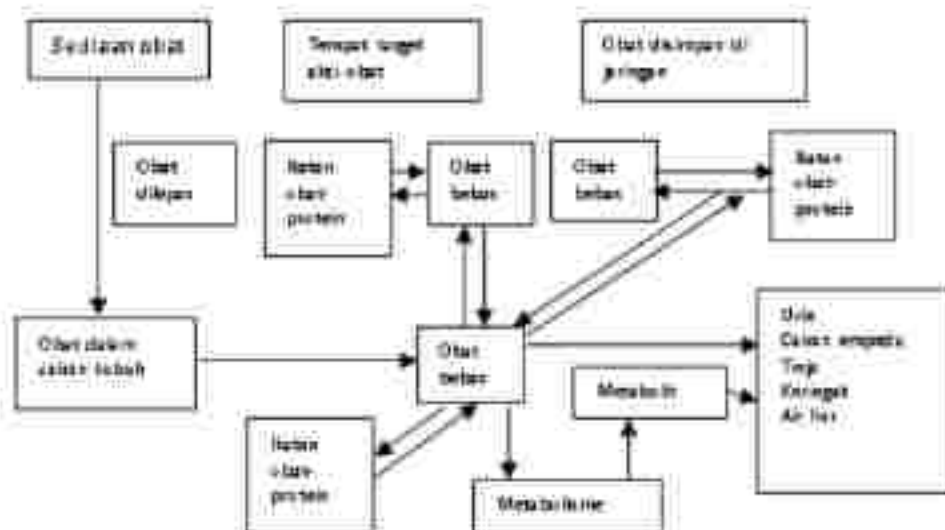 Sediaan obat
Tempat target
aksi obat
Obat disimpan di
jaringan
Obat
dilepas
Ikatan
obat-
protein
Obat
bebas
Obat
bebas
Ikatan
obat-
protein
Obat dalam
cairan tubuh
Obat
bebas
Urin
Cairan empedu
Tinja
Keringat
Air liur
Metabolit
Ikatan
obat-
protein
Metabolisme